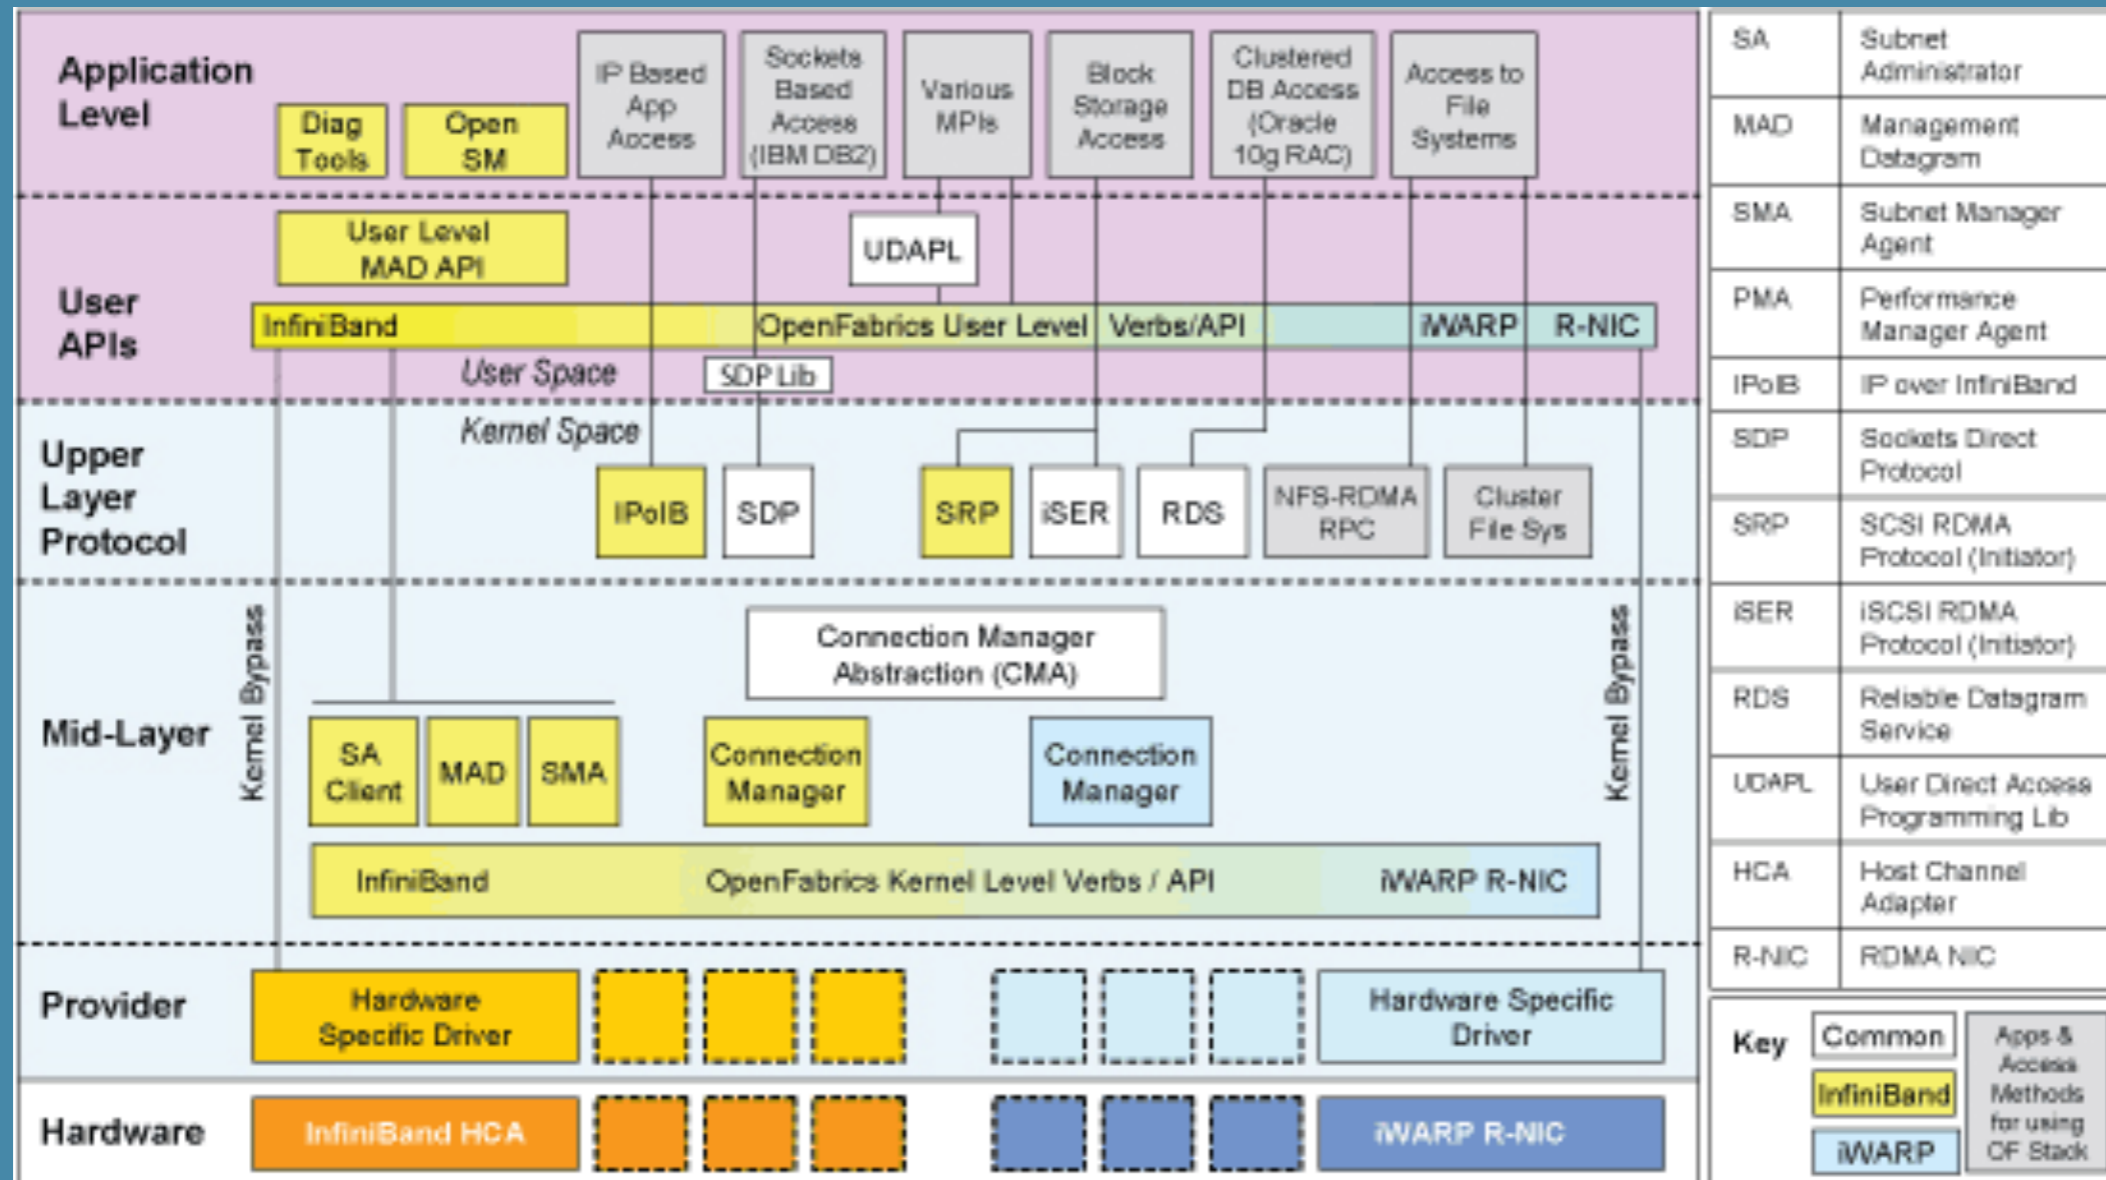 Application
Level
Diag
Tools
Open
SM
IP Based
App
Access
Sockets
Based
Access
(IBM DB2)
Various
MPIs
Block
Storage
Access
Clustered
DB Access
(Oracle
10g RAC)
Access to
File
Systems
User
APIs
User Level
MAD API
UDAPL
InfiniBand
OpenFabrics User Level Verbs/API
iWARP R-NIC
User Space
SDP Lib
Kernel Space
Upper
Layer
Protocol
IPoIB
SDP
SRP
iSER
RDS
NFS-RDMA
RPC
Cluster
File Sys
Mid-Layer
Kernel Bypass
Connection Manager
Abstraction (CMA)
SA
Client
MAD
SMA
Connection
Manager
Connection
Manager
Kernel Bypass
InfiniBand
OpenFabrics Kernel Level Verbs / API
iWARP R-NIC
Provider
Hardware
Specific Driver
Hardware Specific
Driver
Hardware
InfiniBand HCA
iWARP R-NIC
SA
Subnet
Administrator
MAD
Management
Datagram
SMA
Subnet Manager
Agent
PMA
Performance
Manager Agent
IPoIB
IP over InfiniBand
SDP
Sockets Direct
Protocol
SRP
SCSI RDMA
Protocol (Initiator)
iSER
iSCSI RDMA
Protocol (Initiator)
RDS
Reliable Datagram
Service
UDAPL
User Direct Access
Programming Lib
HCA
Host Channel
Adapter
R-NIC
RDMA NIC
Key
Common
InfiniBand
iWARP
Apps &
Access
Methods
for using
OF Stack